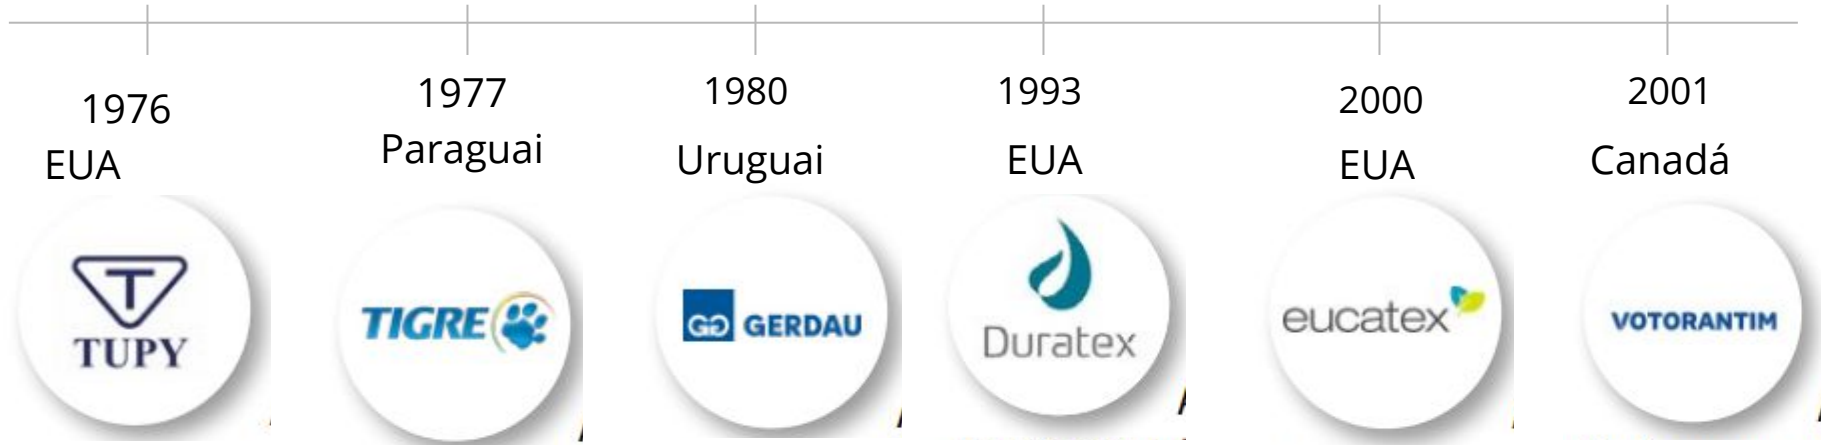 1976
EUA
TUPY
1977
Paraguai
TIGRE
1980
Uruguai
GERDAU
1993
EUA
Duratex
2000
EUA
eucatex
2001
Canadá
VOTORANTIM